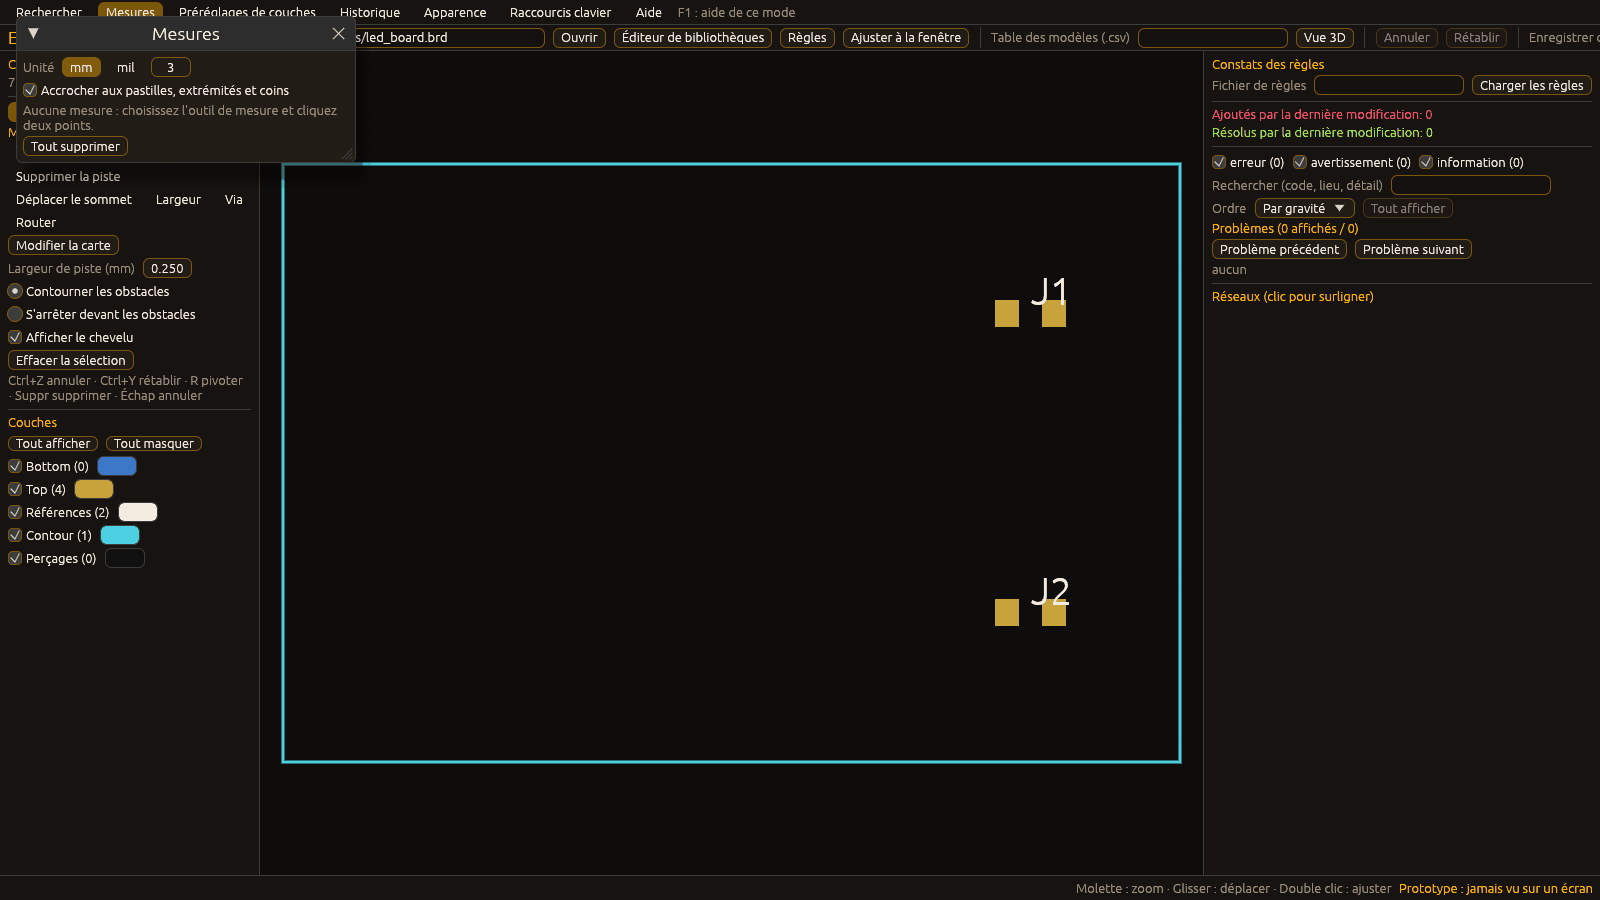 Rechercher Mesures Préréglages de couches Historique Apparence Raccourcis clavier Aide F1 : aide de ce mode
s/led_board.brd Ouvrir Éditeur de bibliothèques Règles Ajuster à la fenêtre Table des modèles (.csv) Vue 3D Annuler Rétablir Enregistrer
Mesures
Unité mm mil 3
Accrocher aux pastilles, extrémités et coins
Aucune mesure : choisissez l'outil de mesure et cliquez
deux points.
Tout supprimer
Supprimer la piste
Déplacer le sommet Largeur Via
Router
Modifier la carte
Largeur de piste (mm) 0.250
Contourner les obstacles
S'arrêter devant les obstacles
Afficher le chevelu
Effacer la sélection
Ctrl+Z annuler · Ctrl+Y rétablir · R pivoter
· Suppr supprimer · Échap annuler
Couches
Tout afficher Tout masquer
Bottom (0)
Top (4)
Références (2)
Contour (1)
Perçages (0)
J1
J2
Constats des règles
Fichier de règles Charger les règles
Ajoutés par la dernière modification: 0
Résolus par la dernière modification: 0
erreur (0) avertissement (0) information (0)
Rechercher (code, lieu, détail)
Ordre Par gravité Tout afficher
Problèmes (0 affichés / 0)
Problème précédent Problème suivant
aucun
Réseaux (clic pour surligner)
Molette : zoom · Glisser : déplacer · Double clic : ajuster Prototype : jamais vu sur un écran